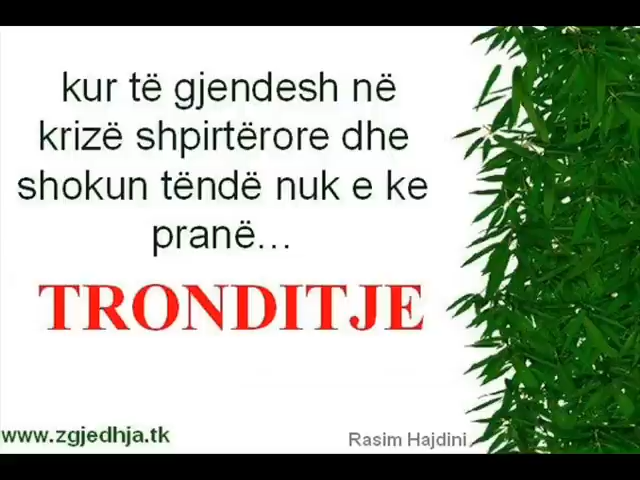 kur të gjendesh në
krizë shpirtërore dhe
shokun tëndë nuk e ke
pranë...
TRONDITJE
www.zgjedhja.tk
Rasim Hajdini